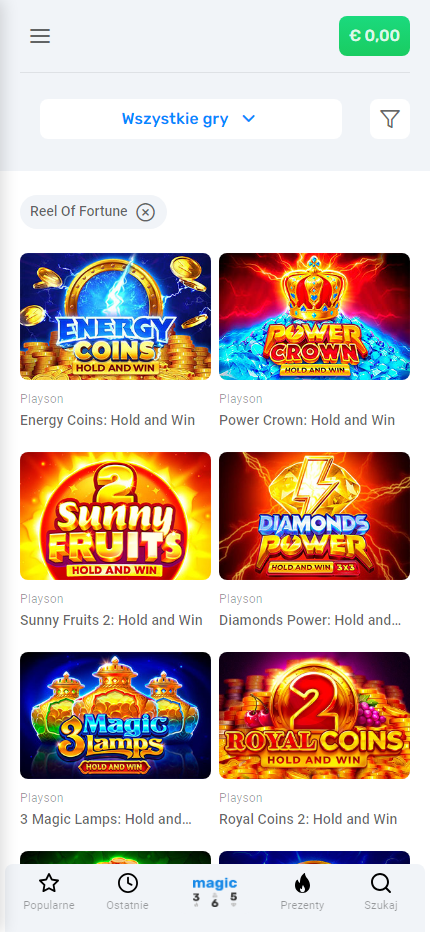 € 0,00
Wszystkie gry
Reel Of Fortune
ENERGY
COINS
HOLD AND WIN
POWER
CROWN
HOLD AND WIN
Playson
Energy Coins: Hold and Win
Playson
Power Crown: Hold and Win
2
Sunny
FRUITS
HOLD AND WIN
DIAMONDS
POWER
HOLD AND WIN 3X3
Playson
Sunny Fruits 2: Hold and Win
Playson
Diamonds Power: Hold and...
3 Magic
Lamps
HOLD AND WIN
2
ROYAL COINS
HOLD AND WIN
Playson
3 Magic Lamps: Hold and...
Playson
Royal Coins 2: Hold and Win
Popularne
Ostatnie
magic
3 6 5
Prezenty
Szukaj